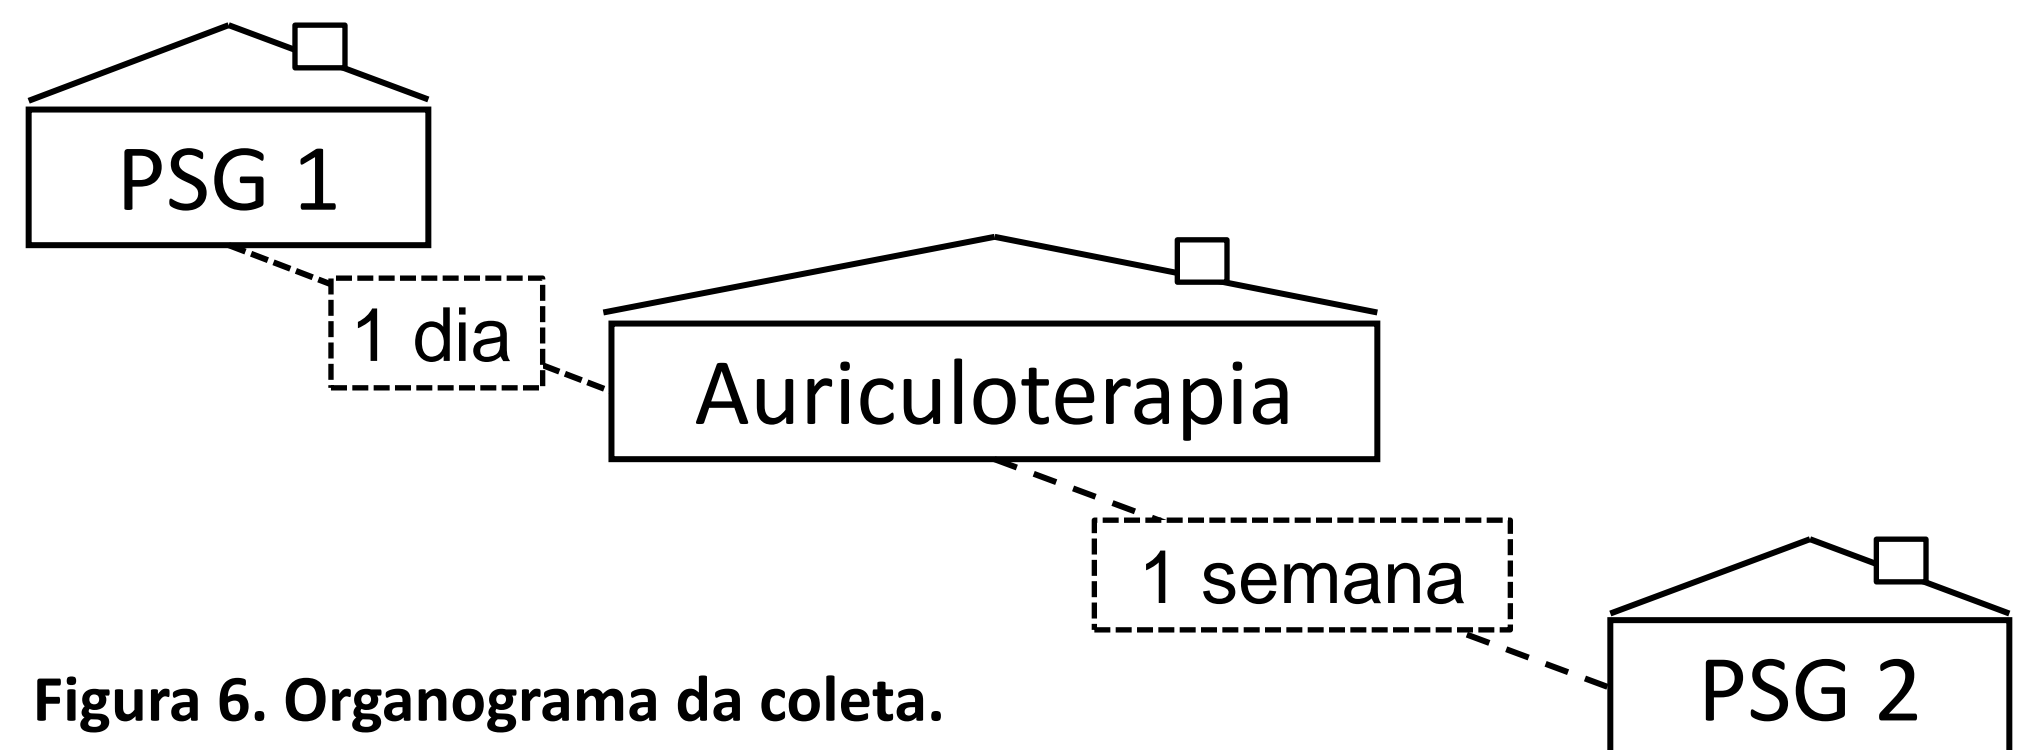 PSG 1
1 dia
Auriculoterapia
1 semana
PSG 2
Figura 6. Organograma da coleta.